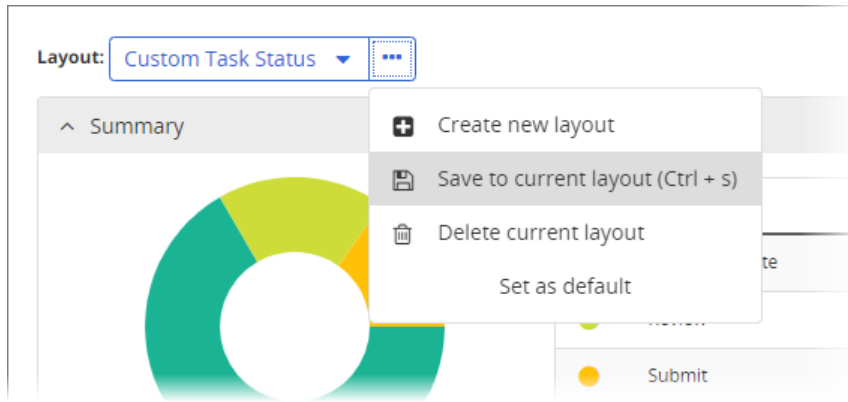 Layout: Custom Task Status
Summary
Create new layout
Save to current layout (Ctrl + s)
Delete current layout
Set as default
te
Submit